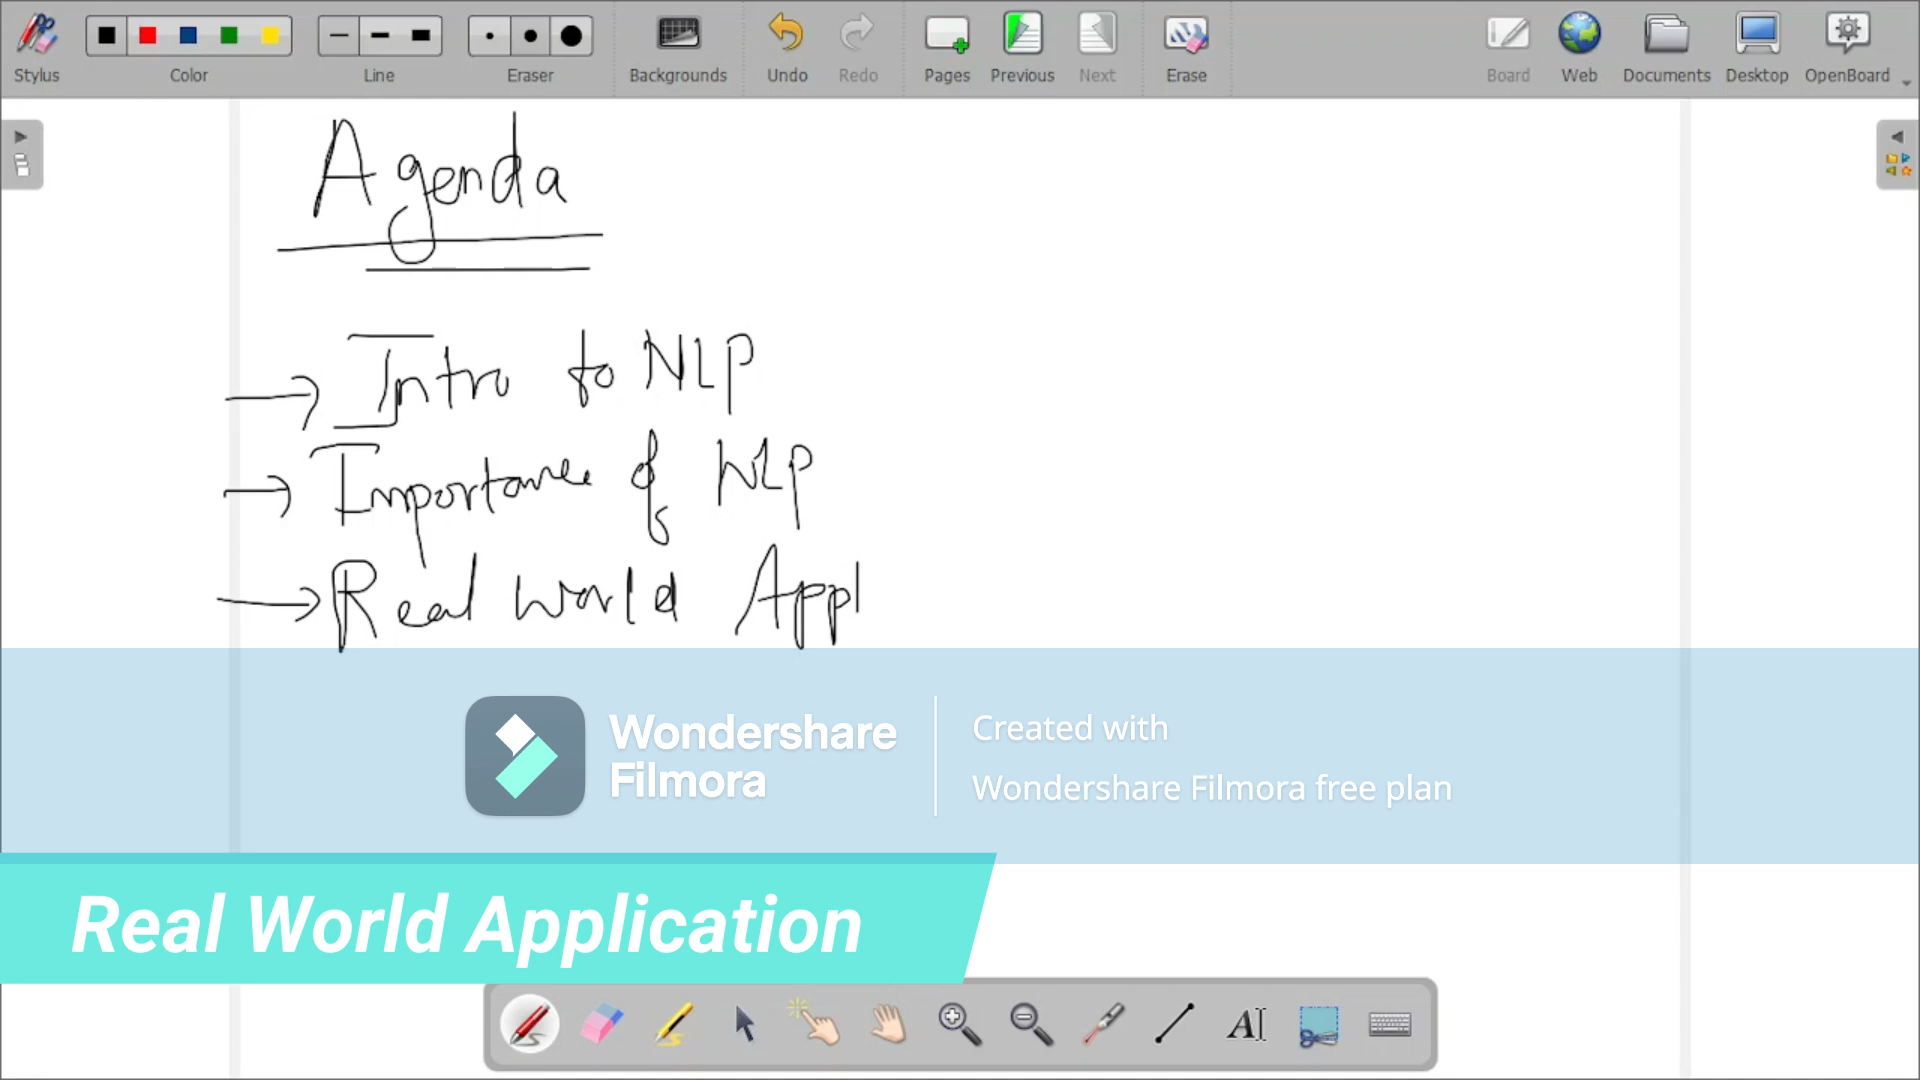 Stylus
Color
Line
Eraser
Backgrounds
Undo
Redo
Pages
Previous
Next
Erase
Board
Web
Documents
Desktop
OpenBoard
Agenda
→ Intro to NLP
→ Importance of NLP
→ Real World Appl
Wondershare
Filmora
Created with
Wondershare Filmora free plan
Real World Application
AI